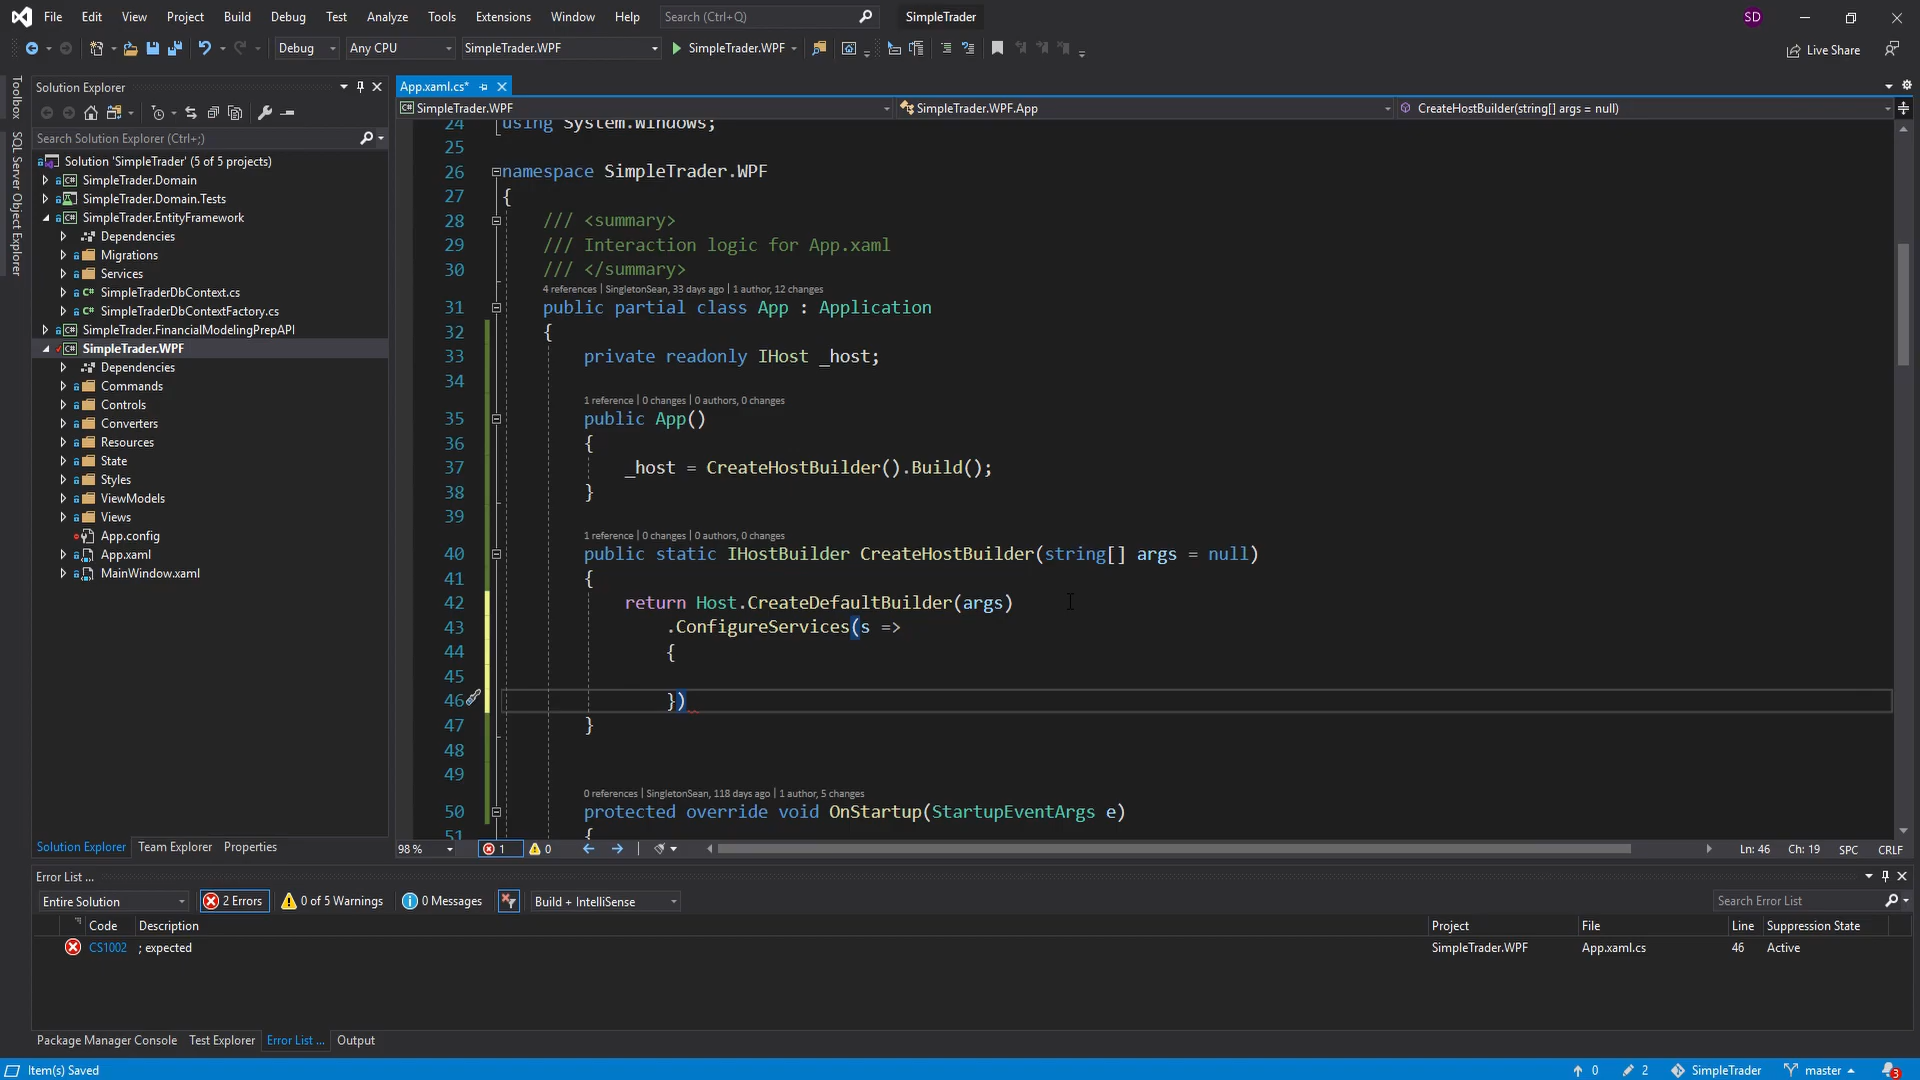 File Edit View Project Build Debug Test Analyze Tools Extensions Window Help Search (Ctrl+Q) SimpleTrader SD
Debug Any CPU SimpleTrader.WPF SimpleTrader.WPF Live Share
Toolbox
SQL Server Object Explorer
Solution Explorer
Search Solution Explorer (Ctrl+;)
Solution 'SimpleTrader' (5 of 5 projects)
SimpleTrader.Domain
SimpleTrader.Domain.Tests
SimpleTrader.EntityFramework
Dependencies
Migrations
Services
SimpleTraderDbContext.cs
SimpleTraderDbContextFactory.cs
SimpleTrader.FinancialModelingPrepAPI
SimpleTrader.WPF
Dependencies
Commands
Controls
Converters
Resources
State
Styles
ViewModels
Views
App.config
App.xaml
MainWindow.xaml
Solution Explorer Team Explorer Properties
App.xaml.cs*
SimpleTrader.WPF SimpleTrader.WPF.App CreateHostBuilder(string[] args = null)
24 using System.Windows;
25
26 namespace SimpleTrader.WPF
27 {
28 /// <summary>
29 /// Interaction logic for App.xaml
30 /// </summary>
4 references | SingletonSean, 33 days ago | 1 author, 12 changes
31 public partial class App : Application
32 {
33 private readonly IHost _host;
34
1 reference | 0 changes | 0 authors, 0 changes
35 public App()
36 {
37 _host = CreateHostBuilder().Build();
38 }
39
1 reference | 0 changes | 0 authors, 0 changes
40 public static IHostBuilder CreateHostBuilder(string[] args = null)
41 {
42 return Host.CreateDefaultBuilder(args)
43 .ConfigureServices(s =>
44 {
45
46 })
47 }
48
49
0 references | SingletonSean, 118 days ago | 1 author, 5 changes
50 protected override void OnStartup(StartupEventArgs e)
51 {
98 % 1 0 Ln: 46 Ch: 19 SPC CRLF
Error List ...
Entire Solution 2 Errors 0 of 5 Warnings 0 Messages Build + IntelliSense Search Error List
Code Description Project File Line Suppression State
CS1002 ; expected SimpleTrader.WPF App.xaml.cs 46 Active
Package Manager Console Test Explorer Error List ... Output
Item(s) Saved 0 2 SimpleTrader master 3